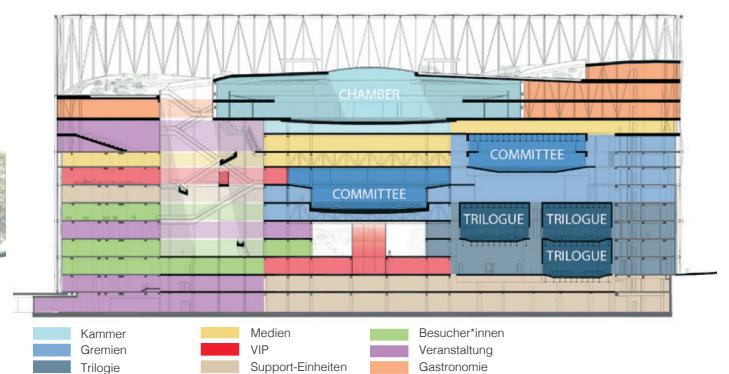 CHAMBER
COMMITTEE
COMMITTEE
TRILOGUE TRILOGUE
TRILOGUE
Kammer Medien Besucher*innen
Gremien VIP Veranstaltung
Trilogie Support-Einheiten Gastronomie